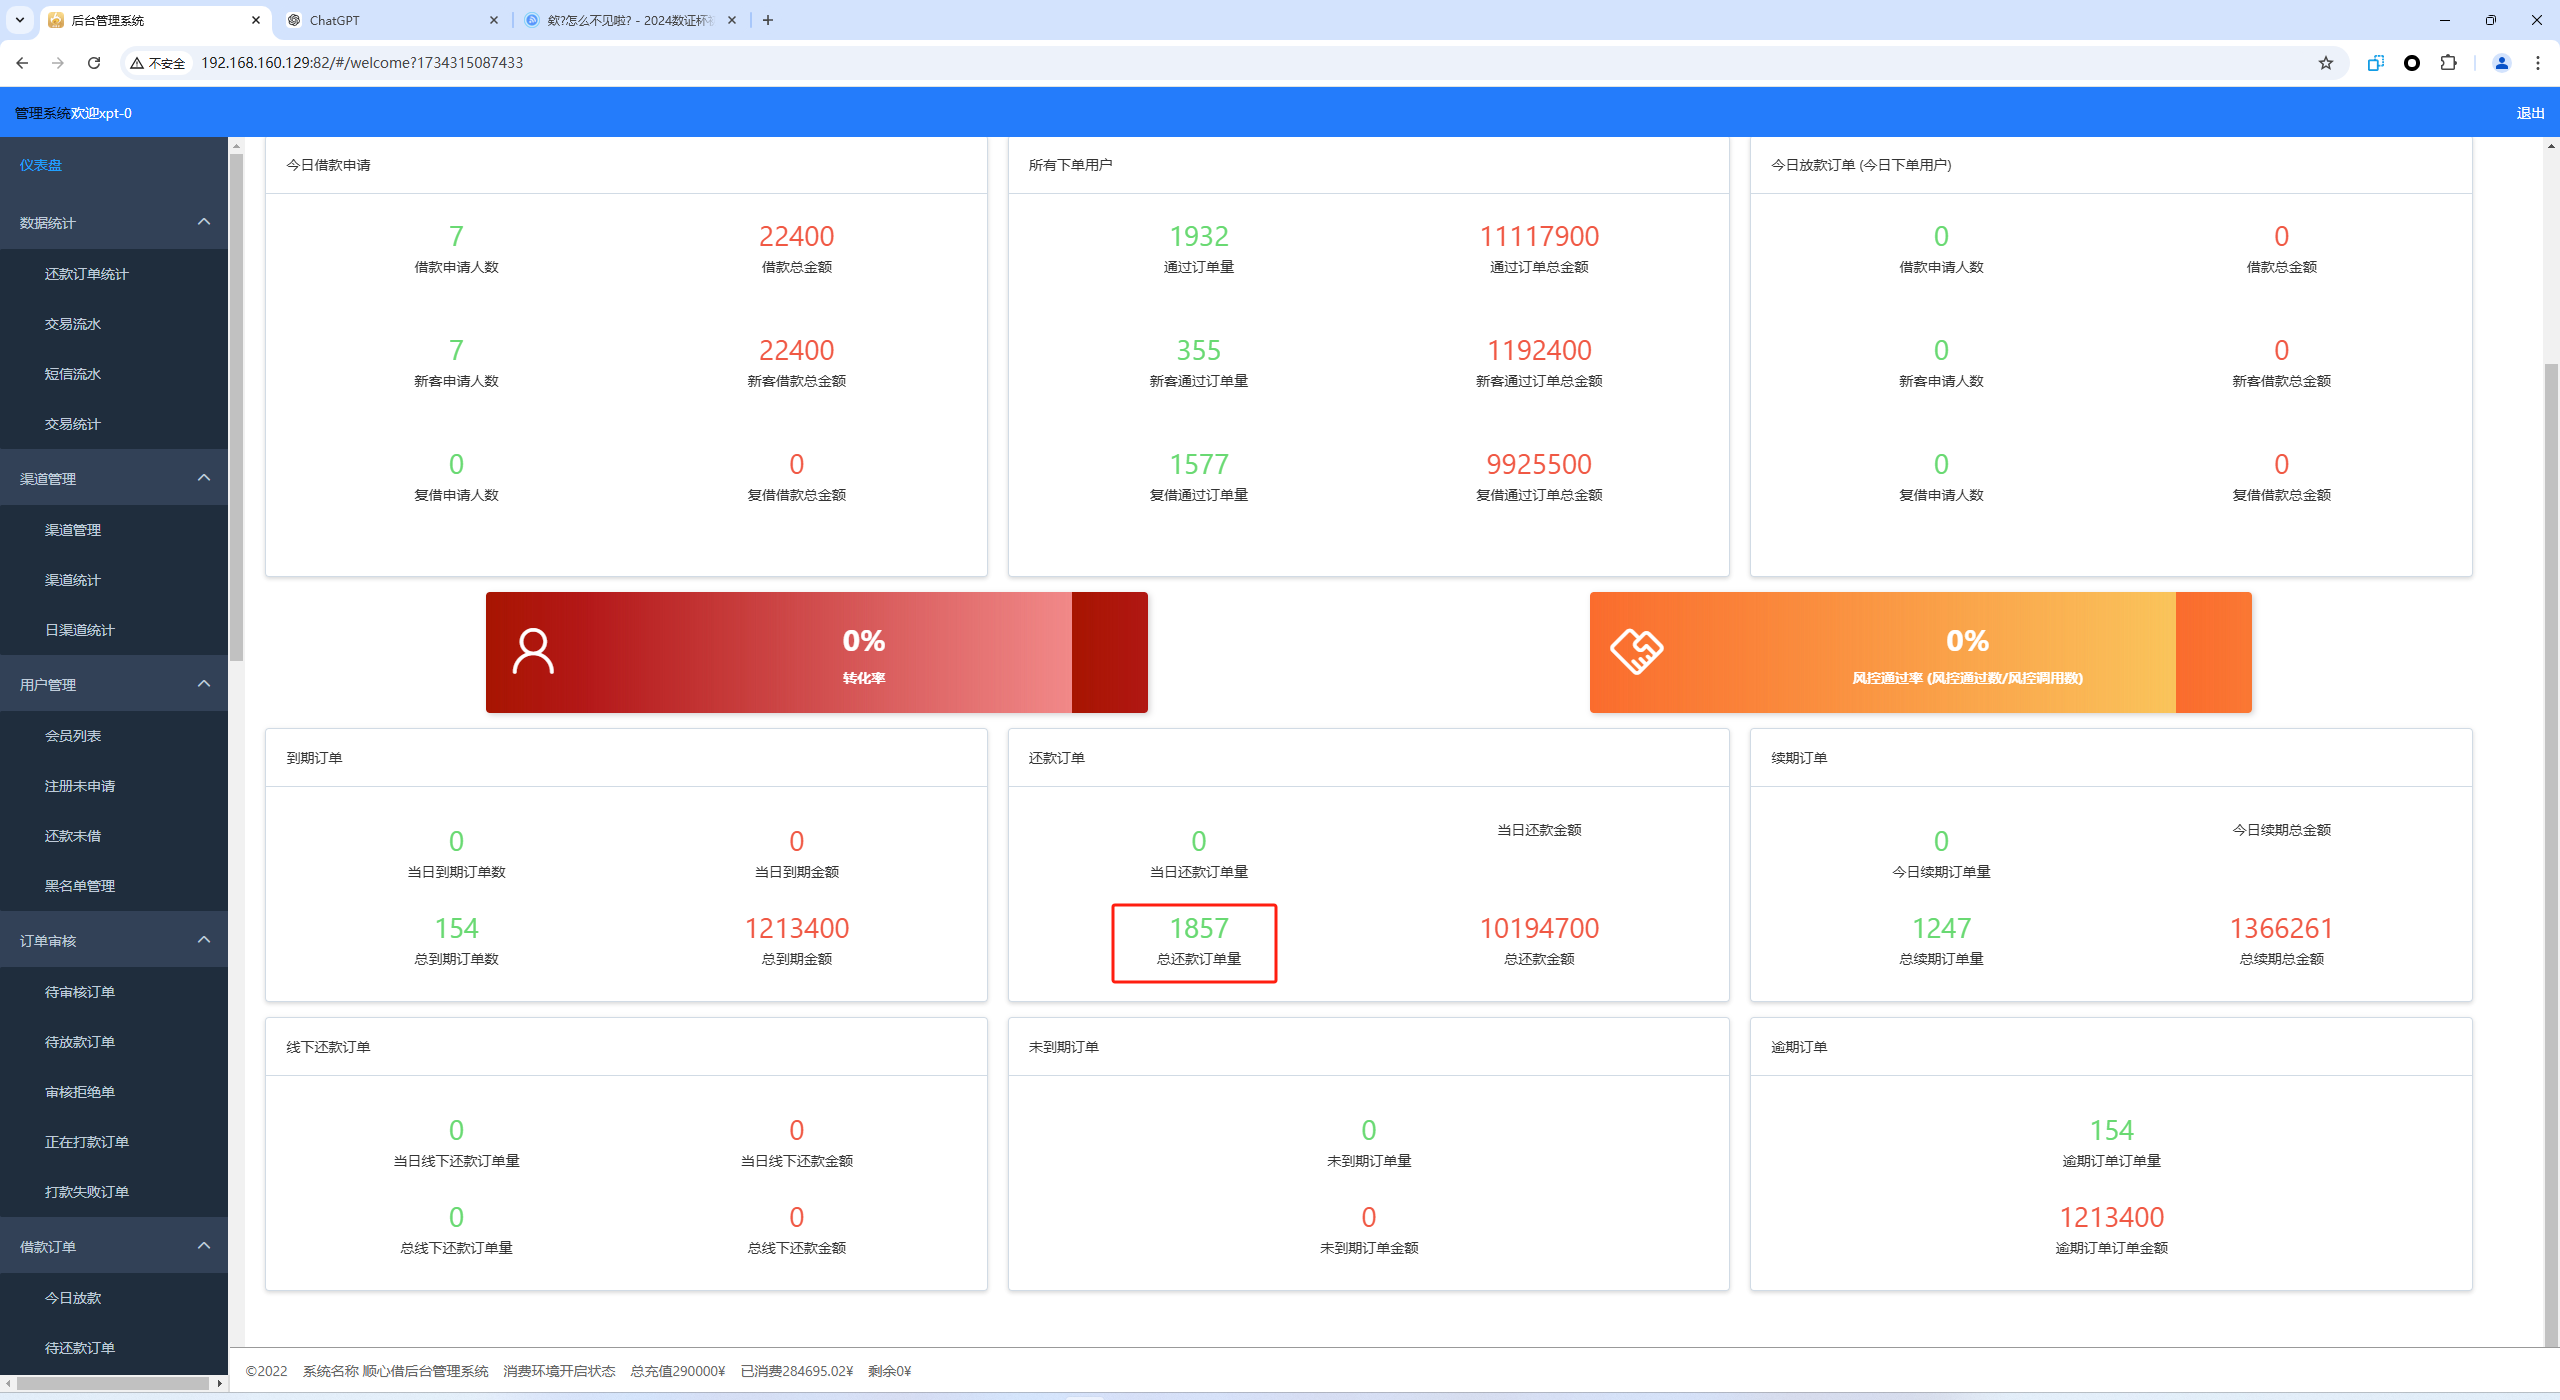 后台管理系统
ChatGPT
欸?怎么不见啦? - 2024数证杯
不安全
192.168.160.129:82/#/welcome?1734315087433
管理系统欢迎xpt-0
退出
仪表盘
数据统计
还款订单统计
交易流水
短信流水
交易统计
渠道管理
渠道管理
渠道统计
日渠道统计
用户管理
会员列表
注册未申请
还款未借
黑名单管理
订单审核
待审核订单
待放款订单
审核拒绝单
正在打款订单
打款失败订单
借款订单
今日放款
待还款订单
今日借款申请
7 22400
借款申请人数 借款总金额
7 22400
新客申请人数 新客借款总金额
0 0
复借申请人数 复借借款总金额
所有下单用户
1932 11117900
通过订单量 通过订单总金额
355 1192400
新客通过订单量 新客通过订单总金额
1577 9925500
复借通过订单量 复借通过订单总金额
今日放款订单 (今日下单用户)
0 0
借款申请人数 借款总金额
0 0
新客申请人数 新客借款总金额
0 0
复借申请人数 复借借款总金额
0%
转化率
0%
风控通过率 (风控通过数/风控调用数)
到期订单
0 0
当日到期订单数 当日到期金额
154 1213400
总到期订单数 总到期金额
还款订单
0 当日还款金额
当日还款订单量
1857 10194700
总还款订单量 总还款金额
续期订单
0 今日续期总金额
今日续期订单量
1247 1366261
总续期订单量 总续期总金额
线下还款订单
0 0
当日线下还款订单量 当日线下还款金额
0 0
总线下还款订单量 总线下还款金额
未到期订单
0
未到期订单量
0
未到期订单金额
逾期订单
154
逾期订单订单量
1213400
逾期订单订单金额
©2022 系统名称 顺心借后台管理系统 消费环境开启状态 总充值290000¥ 已消费284695.02¥ 剩余0¥